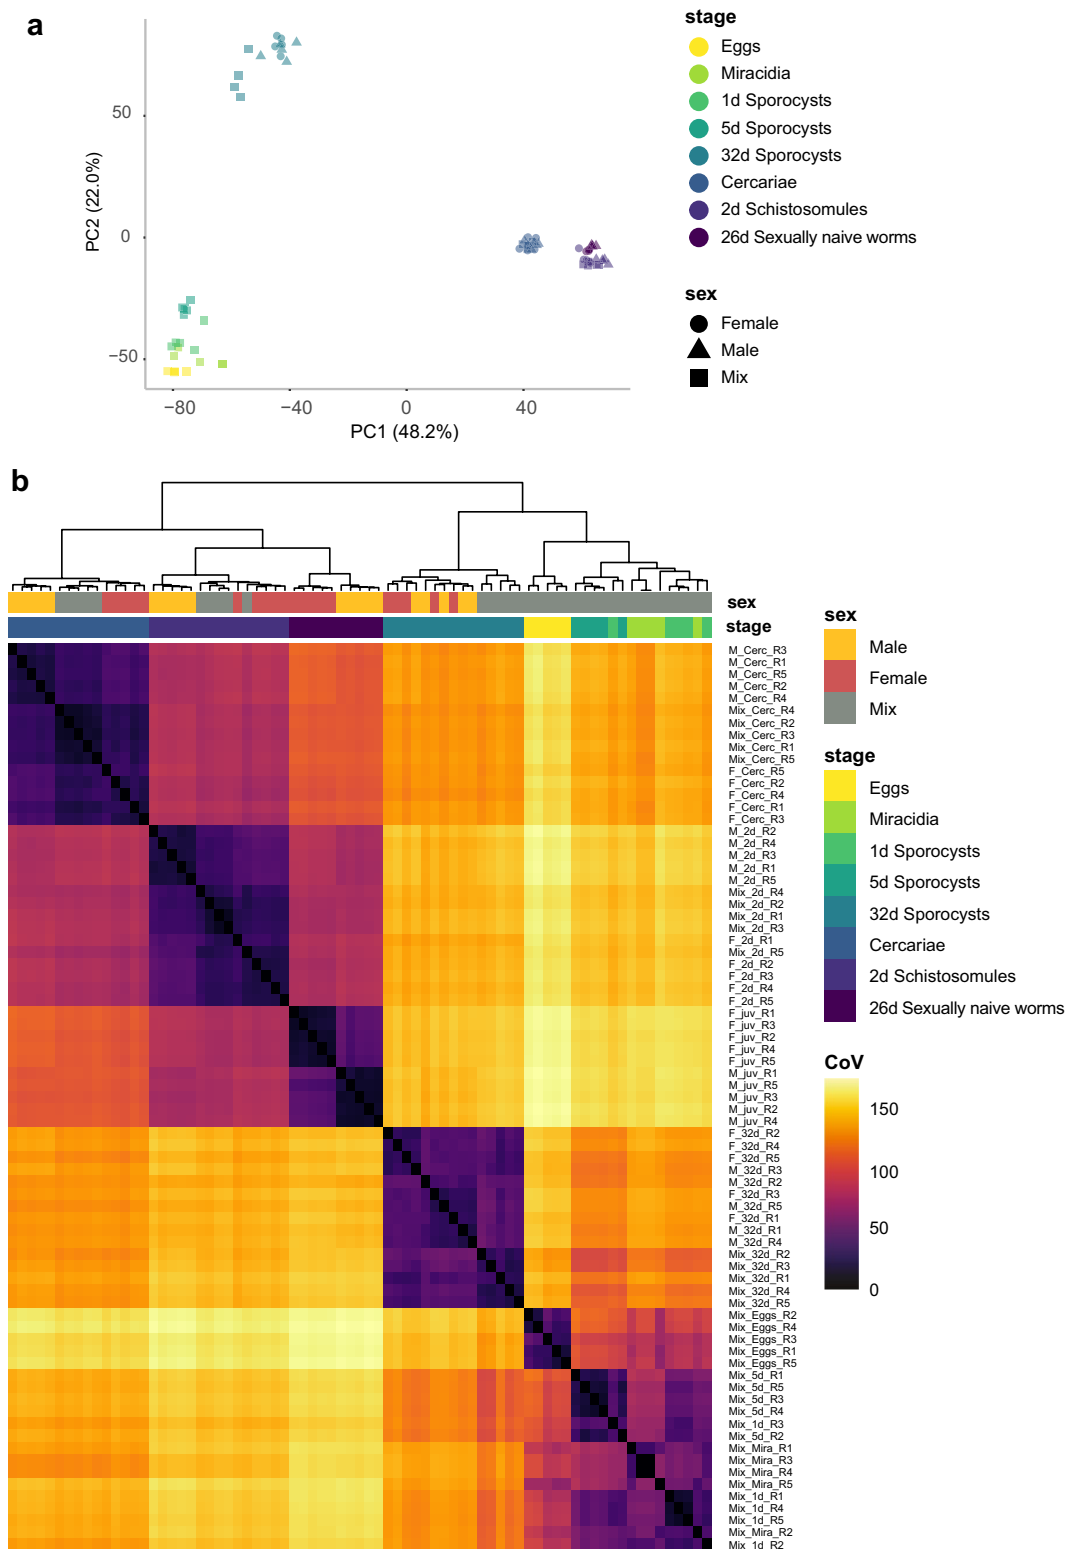 a
PC2 (22.0%)
50
0
−50
−80
−40
0
40
PC1 (48.2%)
stage
Eggs
Miracidia
1d Sporocysts
5d Sporocysts
32d Sporocysts
Cercariae
2d Schistosomules
26d Sexually naive worms
sex
Female
Male
Mix
b
sex
stage
M_Cerc_R3
M_Cerc_R1
M_Cerc_R5
M_Cerc_R2
M_Cerc_R4
Mix_Cerc_R4
Mix_Cerc_R2
Mix_Cerc_R3
Mix_Cerc_R1
Mix_Cerc_R5
F_Cerc_R5
F_Cerc_R2
F_Cerc_R4
F_Cerc_R1
F_Cerc_R3
M_2d_R2
M_2d_R4
M_2d_R3
M_2d_R1
M_2d_R5
Mix_2d_R4
Mix_2d_R2
Mix_2d_R1
Mix_2d_R3
F_2d_R1
Mix_2d_R5
F_2d_R2
F_2d_R3
F_2d_R4
F_2d_R5
F_juv_R1
F_juv_R3
F_juv_R2
F_juv_R4
F_juv_R5
M_juv_R1
M_juv_R5
M_juv_R3
M_juv_R2
M_juv_R4
F_32d_R2
F_32d_R4
F_32d_R5
M_32d_R3
M_32d_R2
F_32d_R3
M_32d_R5
F_32d_R1
M_32d_R1
M_32d_R4
Mix_32d_R2
Mix_32d_R3
Mix_32d_R1
Mix_32d_R4
Mix_32d_R5
Mix_Eggs_R2
Mix_Eggs_R4
Mix_Eggs_R3
Mix_Eggs_R1
Mix_Eggs_R5
Mix_5d_R1
Mix_5d_R5
Mix_5d_R3
Mix_5d_R4
Mix_1d_R3
Mix_5d_R2
Mix_Mira_R1
Mix_Mira_R3
Mix_Mira_R4
Mix_Mira_R5
Mix_1d_R1
Mix_1d_R4
Mix_1d_R5
Mix_Mira_R2
Mix_1d_R2
sex
Male
Female
Mix
stage
Eggs
Miracidia
1d Sporocysts
5d Sporocysts
32d Sporocysts
Cercariae
2d Schistosomules
26d Sexually naive worms
CoV
150
100
50
0